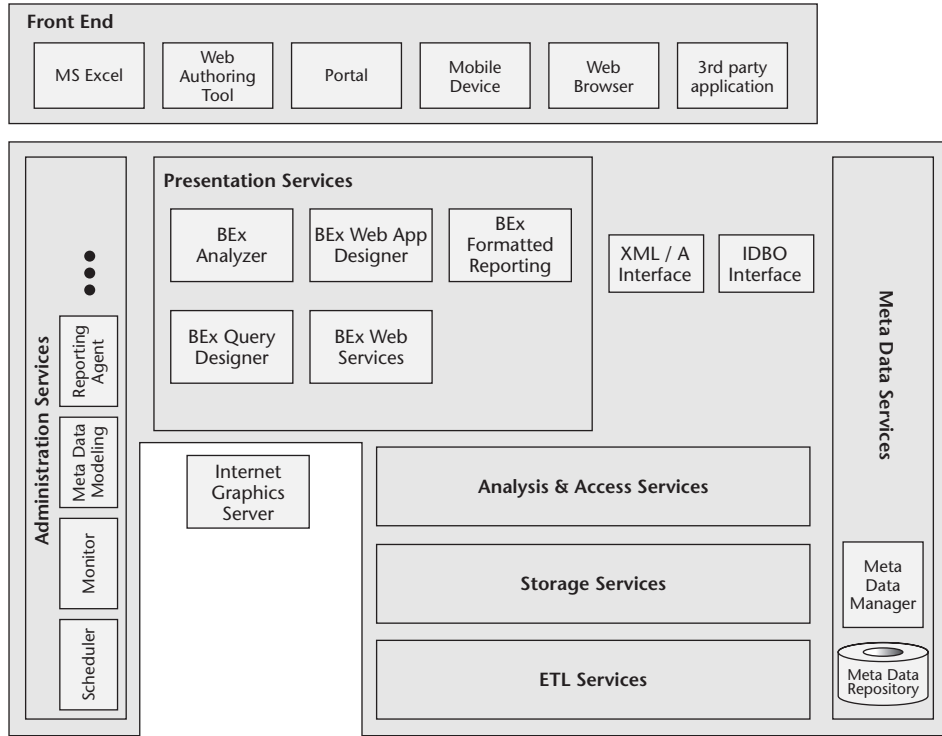 Front End
MS Excel
Web
Authoring
Tool
Portal
Mobile
Device
Web
Browser
3rd party
application
Administration Services
Reporting
Agent
Meta Data
Modeling
Monitor
Scheduler
Presentation Services
BEx
Analyzer
BEx Web App
Designer
BEx
Formatted
Reporting
BEx Query
Designer
BEx Web
Services
XML / A
Interface
IDBO
Interface
Internet
Graphics
Server
Analysis & Access Services
Storage Services
ETL Services
Meta Data Services
Meta
Data
Manager
Meta Data
Repository